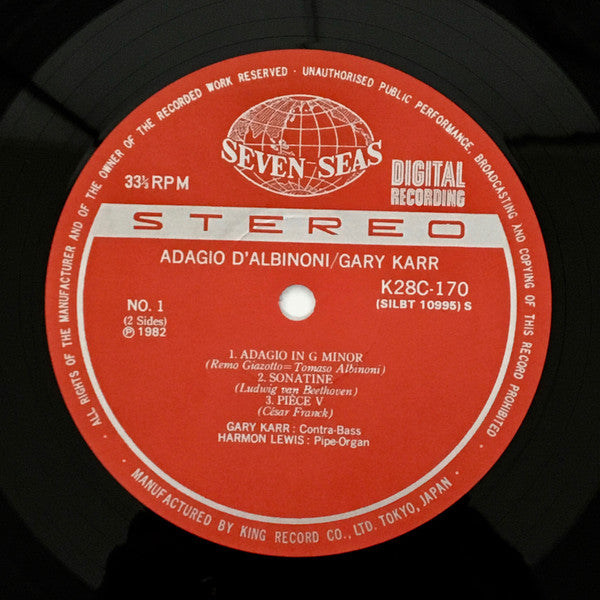 ALL RIGHTS OF THE MANUFACTURER AND OF THE OWNER OF THE RECORDED WORK RESERVED · UNAUTHORISED PUBLIC PERFORMANCE, BROADCASTING AND COPYING OF THIS RECORD PROHIBITED
SEVEN SEAS
33⅓ RPM
DIGITAL
RECORDING
STEREO
ADAGIO D'ALBINONI/GARY KARR
K28C-170
(SILBT 10995) S
NO. 1
(2 Sides)
℗ 1982
1. ADAGIO IN G MINOR
(Remo Giazotto=Tomaso Albinoni)
2. SONATINE
(Ludwig van Beethoven)
3. PIÈCE V
(César Franck)
GARY KARR: Contra-Bass
HARMON LEWIS: Pipe-Organ
· MANUFACTURED BY KING RECORD CO., LTD. TOKYO, JAPAN ·